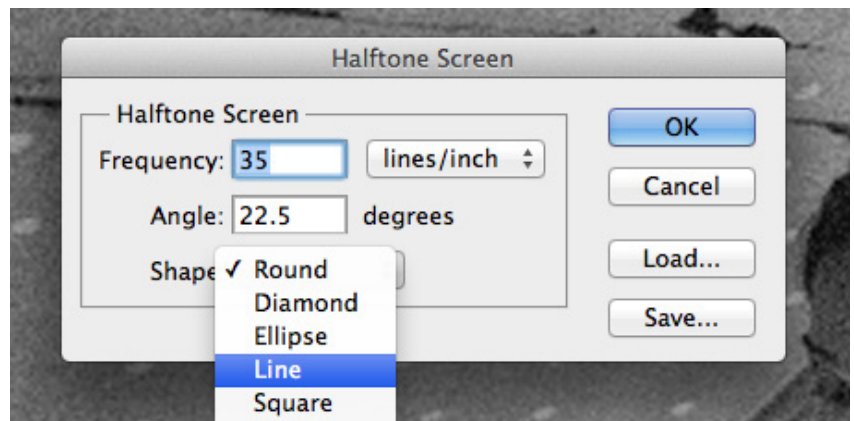 Halftone Screen
Halftone Screen
Frequency: 35 lines/inch
Angle: 22.5 degrees
Shape ✓ Round
Diamond
Ellipse
Line
Square
OK
Cancel
Load...
Save...